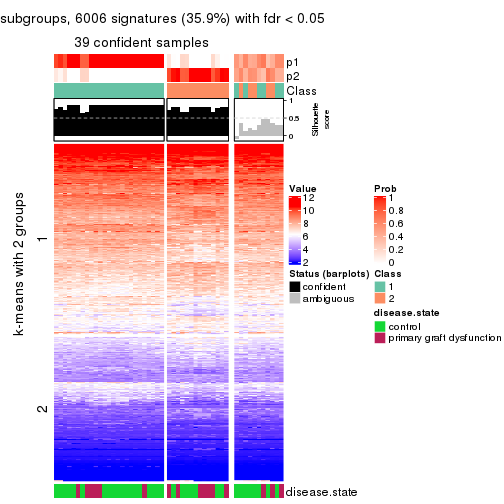 subgroups, 6006 signatures (35.9%) with fdr < 0.05
39 confident samples
p1
p2
Class
1
0.5
0
Silhouette
score
k-means with 2 groups
1
2
Value
12
10
8
6
4
2
Prob
1
0.8
0.6
0.4
0.2
0
Status (barplots)
confident
ambiguous
Class
1
2
disease.state
control
primary graft dysfunction
disease.state